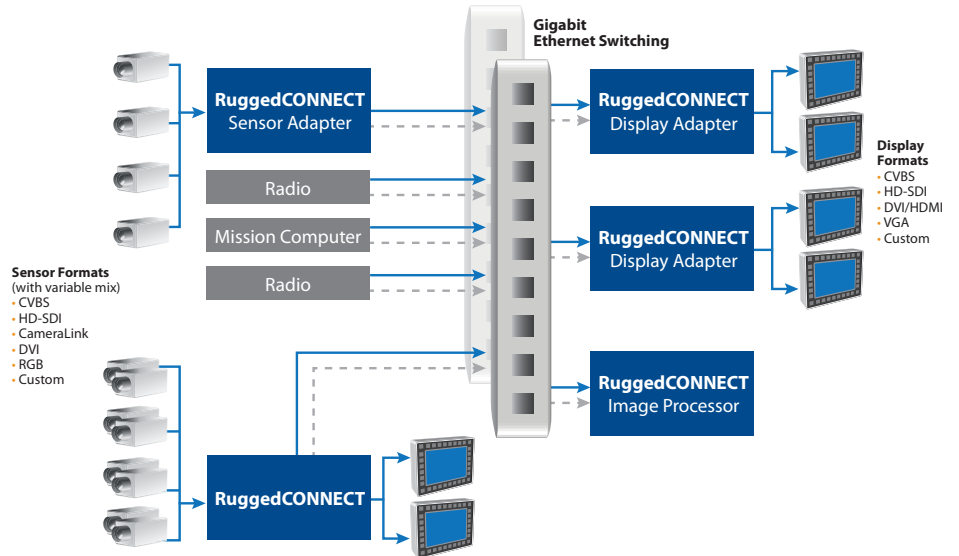 Gigabit
Ethernet Switching
RuggedCONNECT
Sensor Adapter
RuggedCONNECT
Display Adapter
Radio
Mission Computer
Radio
Display
Formats
• CVBS
• HD-SDI
• DVI/HDMI
• VGA
• Custom
RuggedCONNECT
Display Adapter
Sensor Formats
(with variable mix)
• CVBS
• HD-SDI
• CameraLink
• DVI
• RGB
• Custom
RuggedCONNECT
Image Processor
RuggedCONNECT